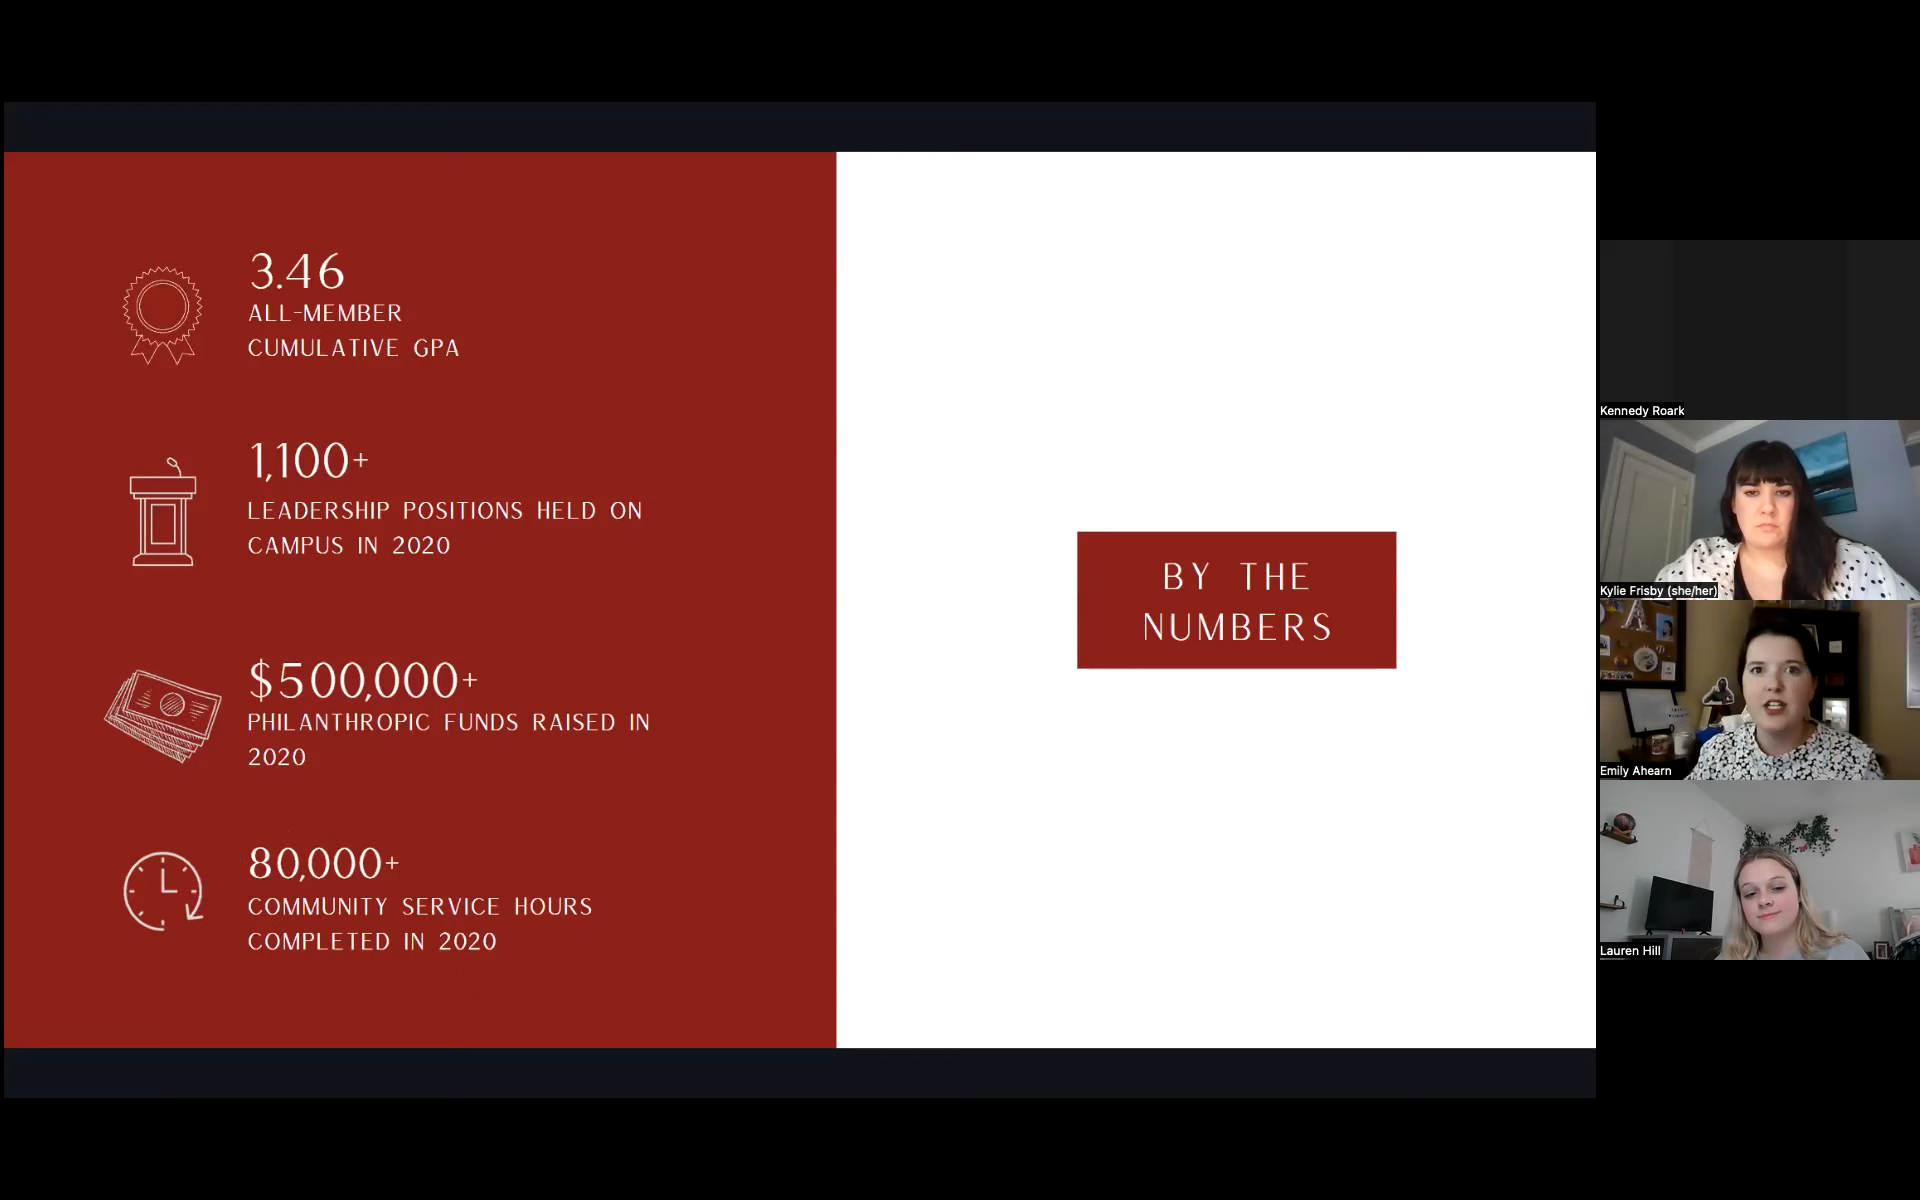 3.46
ALL-MEMBER
CUMULATIVE GPA
1,100+
LEADERSHIP POSITIONS HELD ON
CAMPUS IN 2020
$500,000+
PHILANTHROPIC FUNDS RAISED IN
2020
80,000+
COMMUNITY SERVICE HOURS
COMPLETED IN 2020
BY THE
NUMBERS
Kennedy Roark
Kylie Frisby (she/her)
Emily Ahearn
Lauren Hill